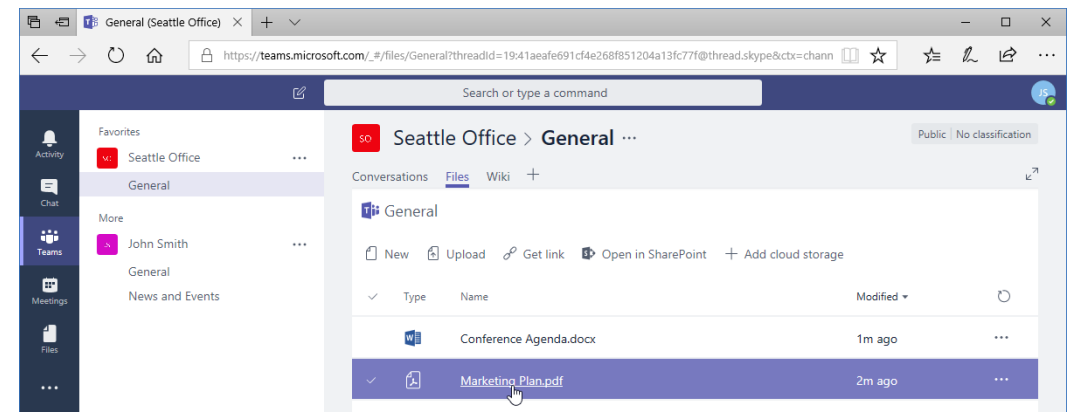 General (Seattle Office)
https://teams.microsoft.com/_#/files/General?threadId=19:41aeafe691cf4e268f851204a13fc77f@thread.skype&ctx=chann
Search or type a command
JS
Activity
Chat
Teams
Meetings
Files
Favorites
Seattle Office
General
More
John Smith
General
News and Events
SO Seattle Office > General
Public No classification
Conversations Files Wiki
General
New Upload Get link Open in SharePoint Add cloud storage
Type Name Modified
Conference Agenda.docx 1m ago
Marketing Plan.pdf 2m ago